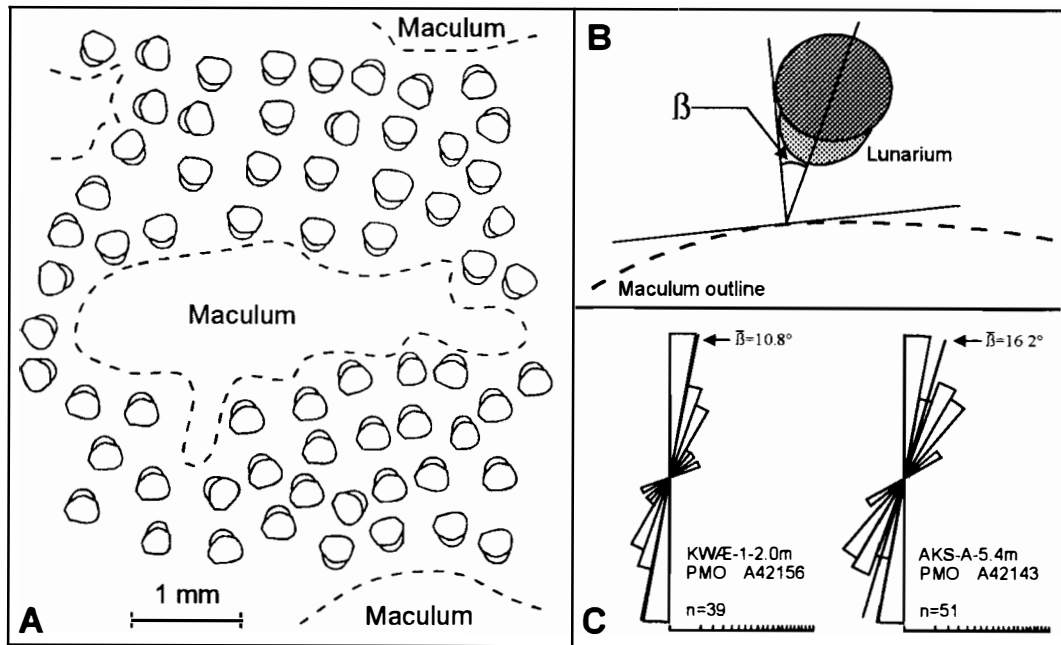 Maculum
Maculum
Maculum
1 mm
A
B
ß
Lunarium
Maculum outline
ß̄=10.8°
ß̄=16.2°
KWÆ-1-2.0m
PMO A42156
n=39
AKS-A-5.4m
PMO A42143
n=51
C